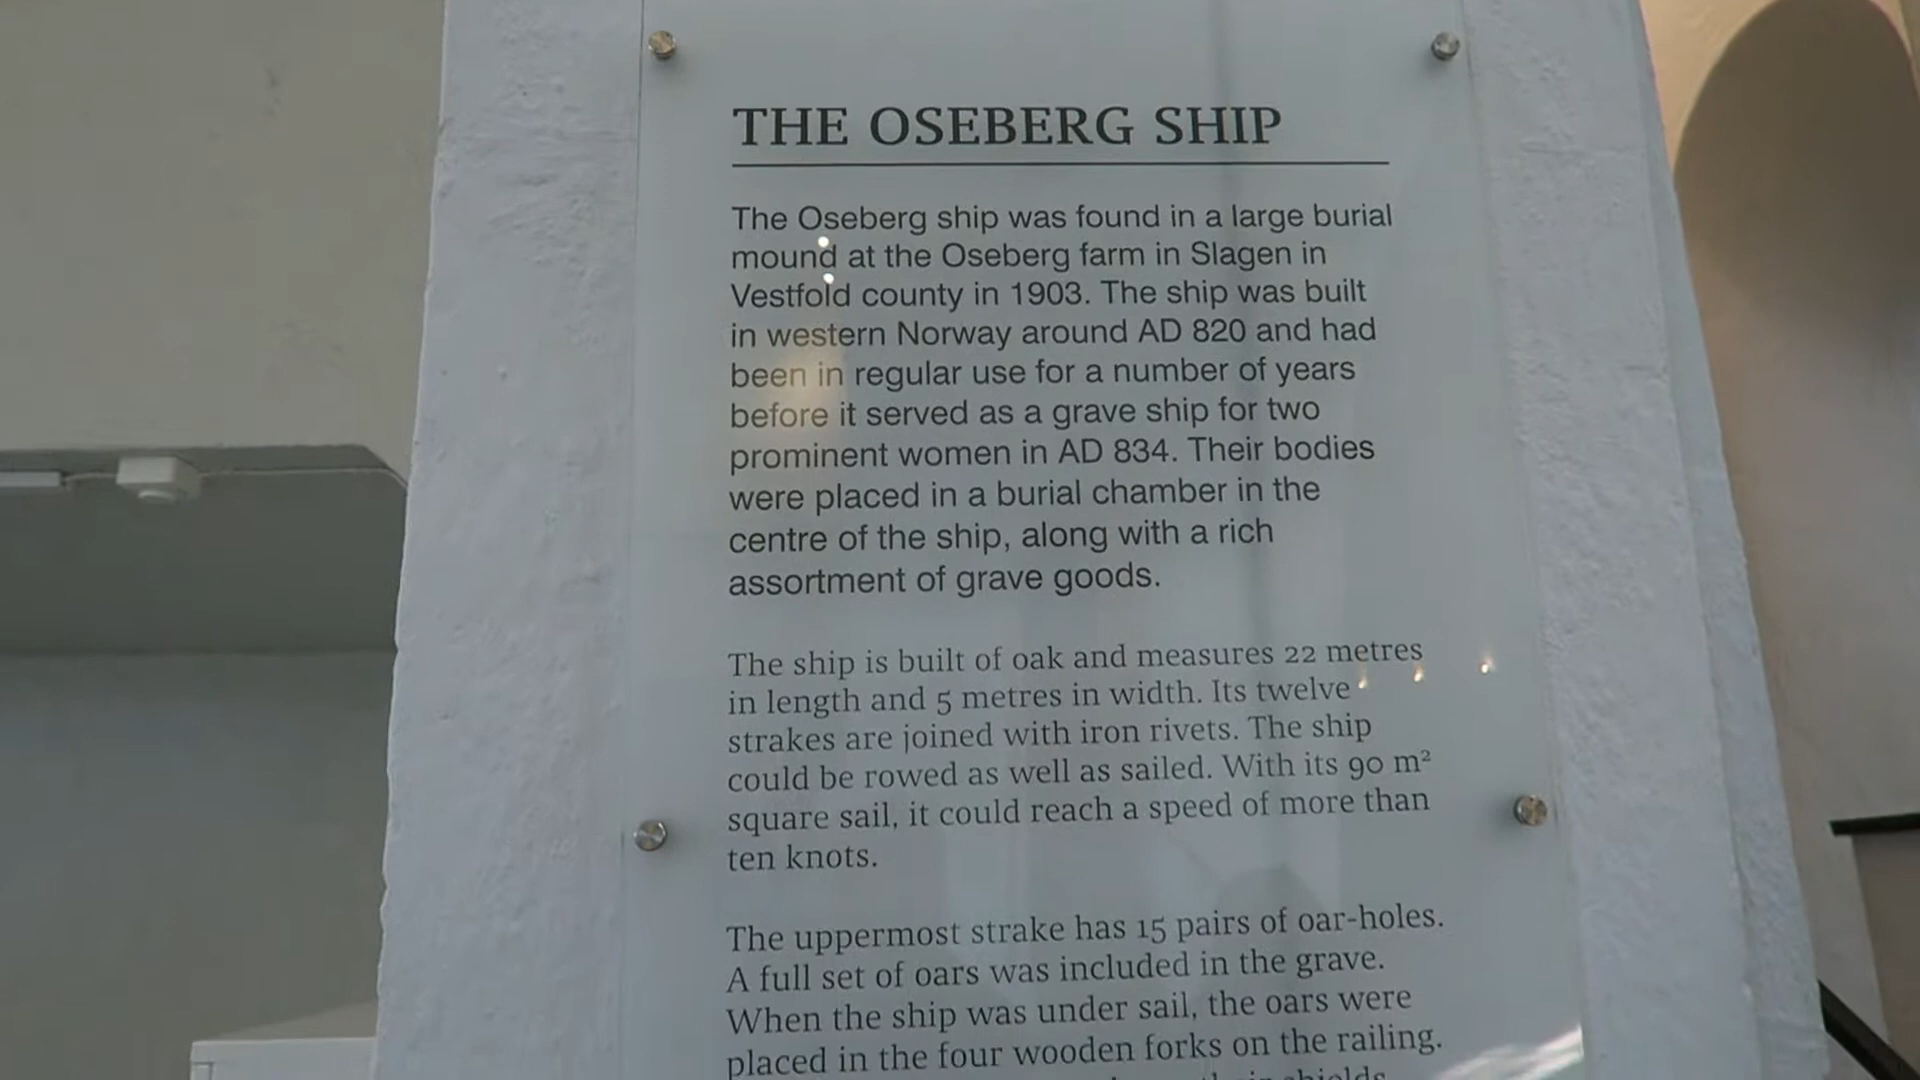 THE OSEBERG SHIP
The Oseberg ship was found in a large burial
mound at the Oseberg farm in Slagen in
Vestfold county in 1903. The ship was built
in western Norway around AD 820 and had
been in regular use for a number of years
before it served as a grave ship for two
prominent women in AD 834. Their bodies
were placed in a burial chamber in the
centre of the ship, along with a rich
assortment of grave goods.
The ship is built of oak and measures 22 metres
in length and 5 metres in width. Its twelve
strakes are joined with iron rivets. The ship
could be rowed as well as sailed. With its 90 m²
square sail, it could reach a speed of more than
ten knots.
The uppermost strake has 15 pairs of oar-holes.
A full set of oars was included in the grave.
When the ship was under sail, the oars were
placed in the four wooden forks on the railing.
shields